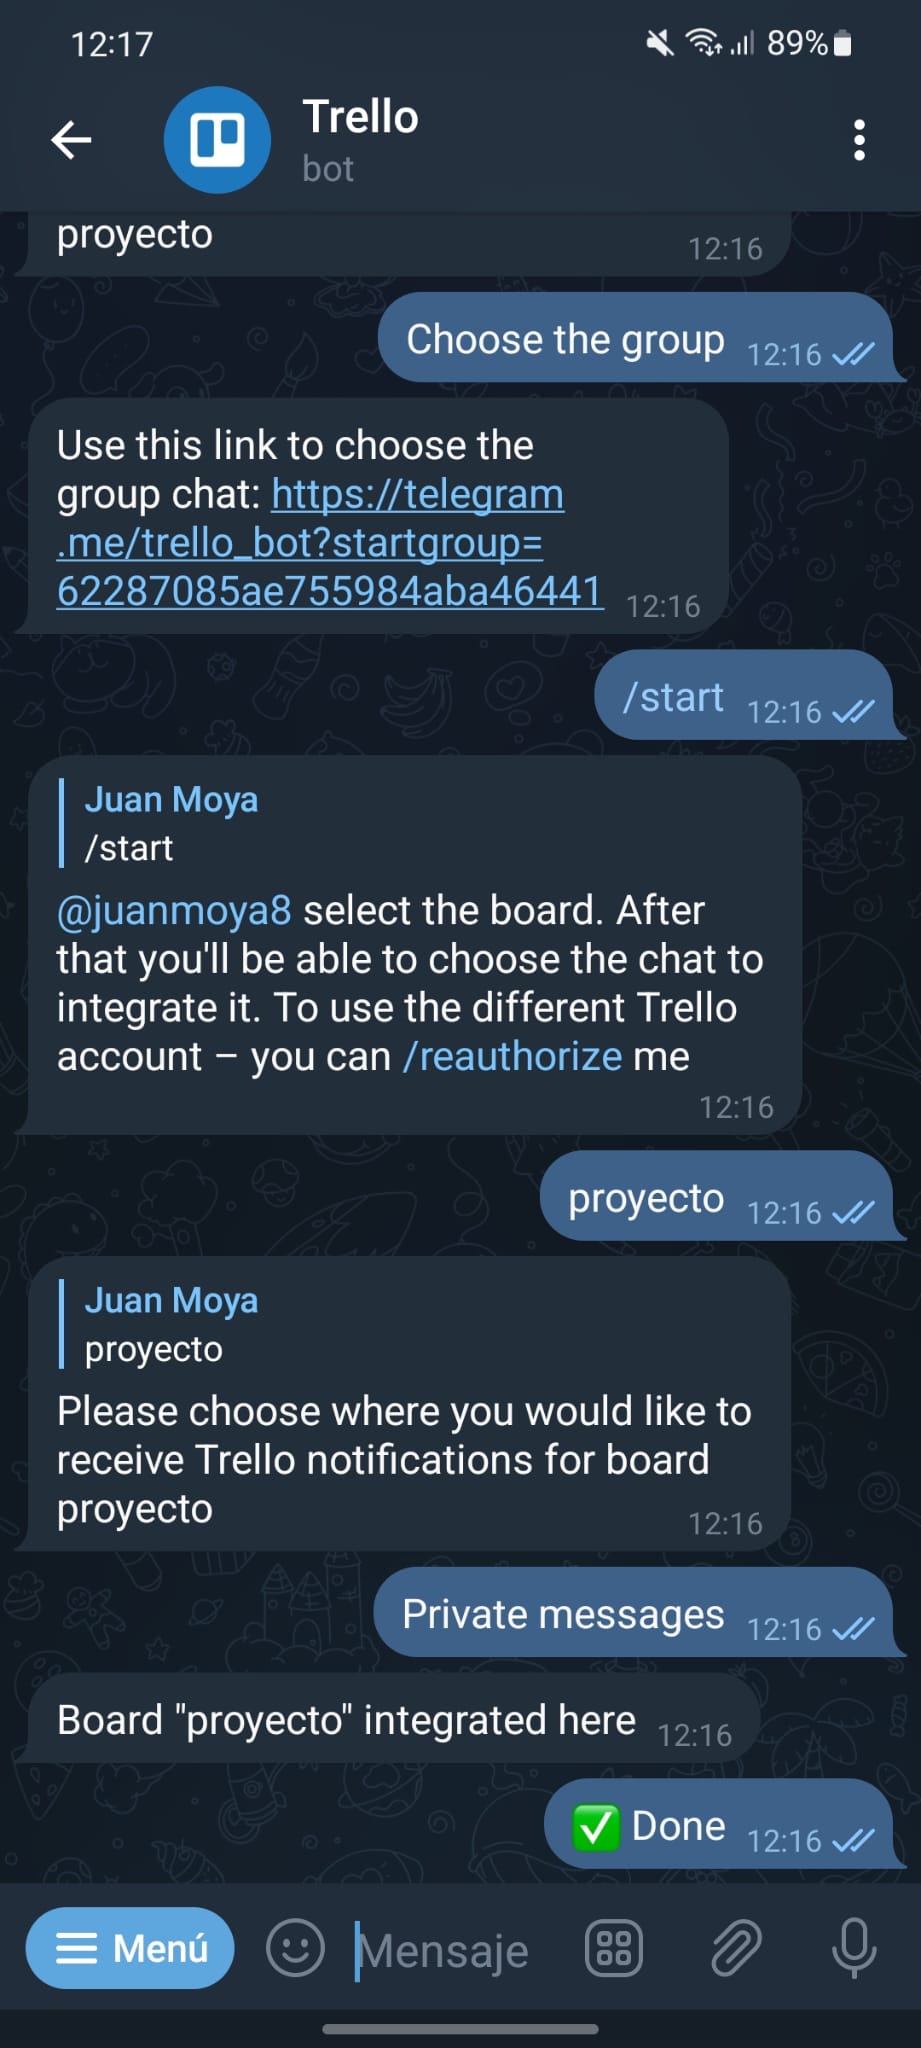 12:17
89%
Trello
bot
proyecto
12:16
Choose the group
12:16
Use this link to choose the
group chat: https://telegram
.me/trello_bot?startgroup=
62287085ae755984aba46441
12:16
/start
12:16
Juan Moya
/start
@juanmoya8 select the board. After
that you'll be able to choose the chat to
integrate it. To use the different Trello
account – you can /reauthorize me
12:16
proyecto
12:16
Juan Moya
proyecto
Please choose where you would like to
receive Trello notifications for board
proyecto
12:16
Private messages
12:16
Board "proyecto" integrated here
12:16
✅ Done
12:16
Menú
Mensaje